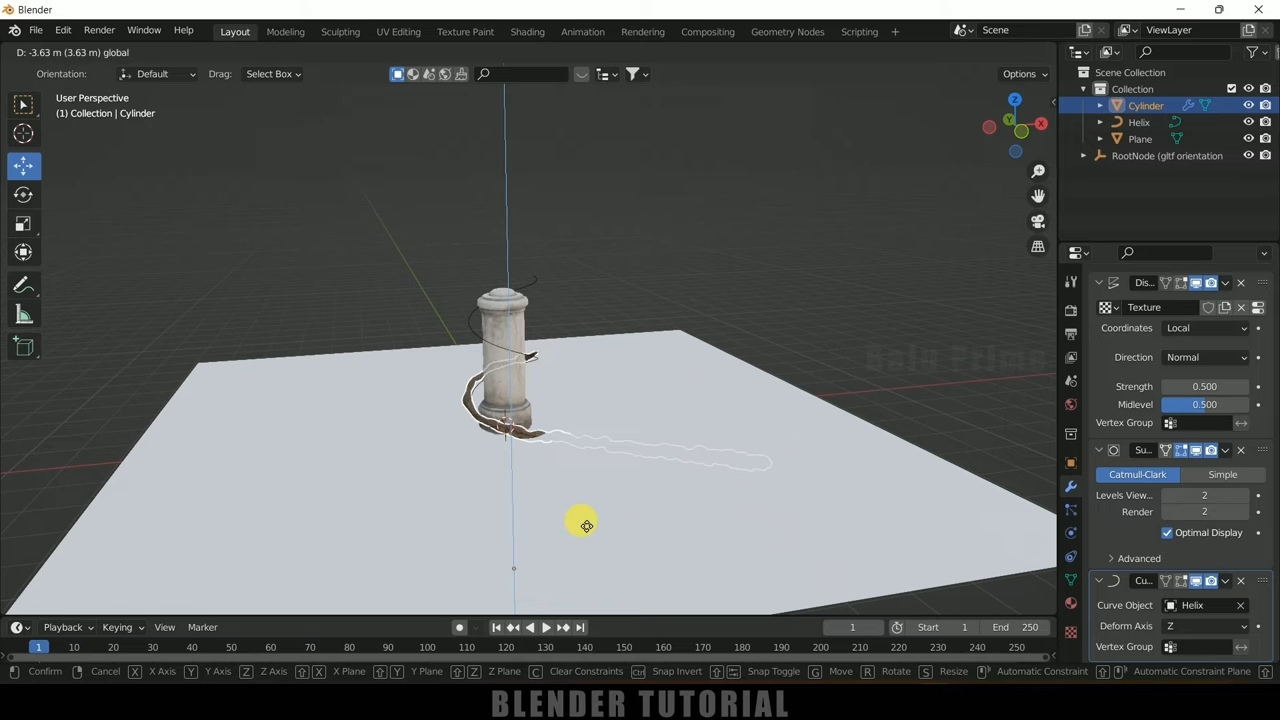 Blender
File Edit Render Window Help
Layout Modeling Sculpting UV Editing Texture Paint Shading Animation Rendering Compositing Geometry Nodes Scripting +
Scene ViewLayer
D: -3.63 m (3.63 m) global
Orientation: Default Drag: Select Box Options
User Perspective
(1) Collection | Cylinder
Z
Y
X
Scene Collection
Collection
Cylinder
Helix
Plane
RootNode (gltf orientation
Dis...
Texture
Coordinates Local
Direction Normal
Strength 0.500
Midlevel 0.500
Vertex Group
Su...
Catmull-Clark Simple
Levels View... 2
Render 2
Optimal Display
Advanced
Cu...
Curve Object Helix
Deform Axis Z
Vertex Group
Playback Keying View Marker 1 Start 1 End 250
1 10 20 30 40 50 60 70 80 90 100 110 120 130 140 150 160 170 180 190 200 210 220 230 240 250
Confirm Cancel X X Axis Y Y Axis Z Z Axis X X Plane Y Y Plane Z Z Plane C Clear Constraints Ctrl Snap Invert Snap Toggle G Move R Rotate S Resize Automatic Constraint Automatic Constraint Plane
BLENDER TUTORIAL